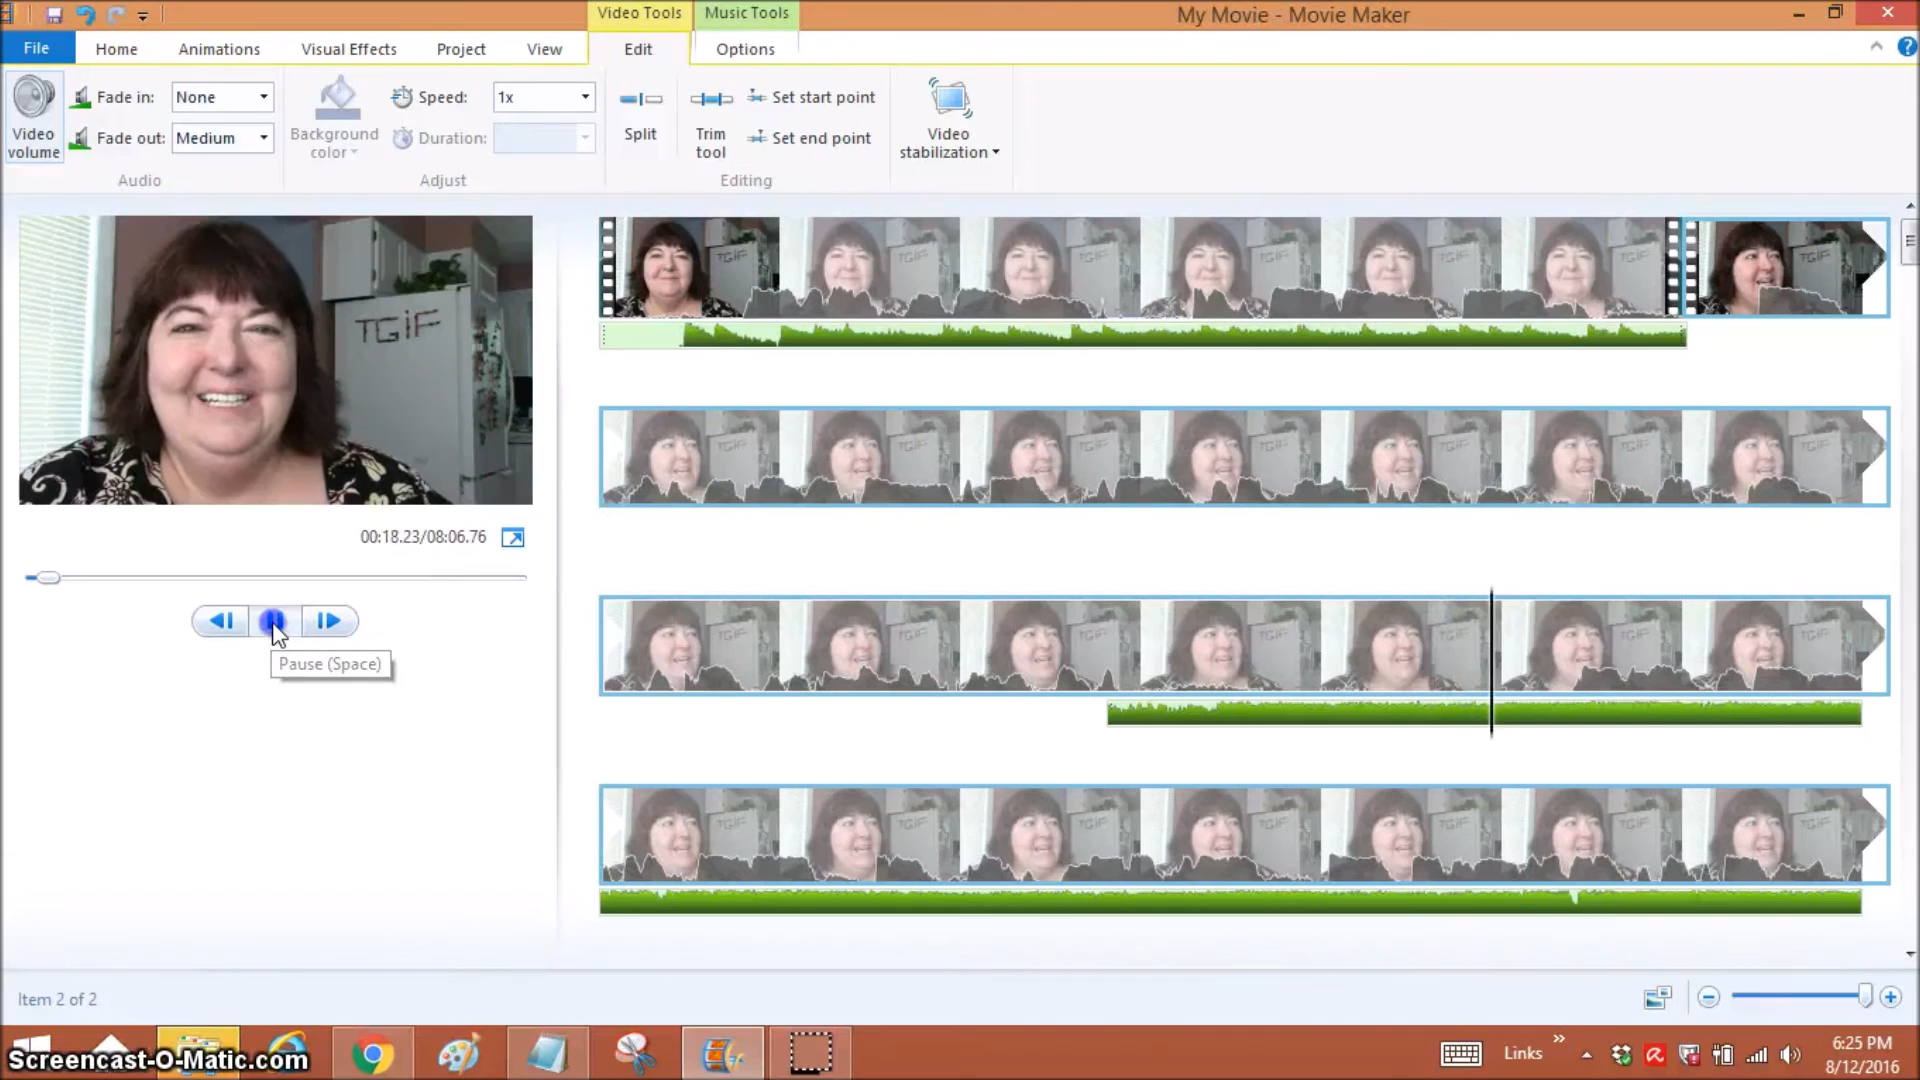 Video Tools
Music Tools
My Movie - Movie Maker
File
Home
Animations
Visual Effects
Project
View
Edit
Options
Video volume
Fade in:
None
Fade out:
Medium
Audio
Background color
Speed:
1x
Duration:
Adjust
Split
Trim tool
Set start point
Set end point
Editing
Video stabilization
TGIF
00:18.23/08:06.76
Pause (Space)
Item 2 of 2
Screencast-O-Matic.com
Links
6:25 PM
8/12/2016